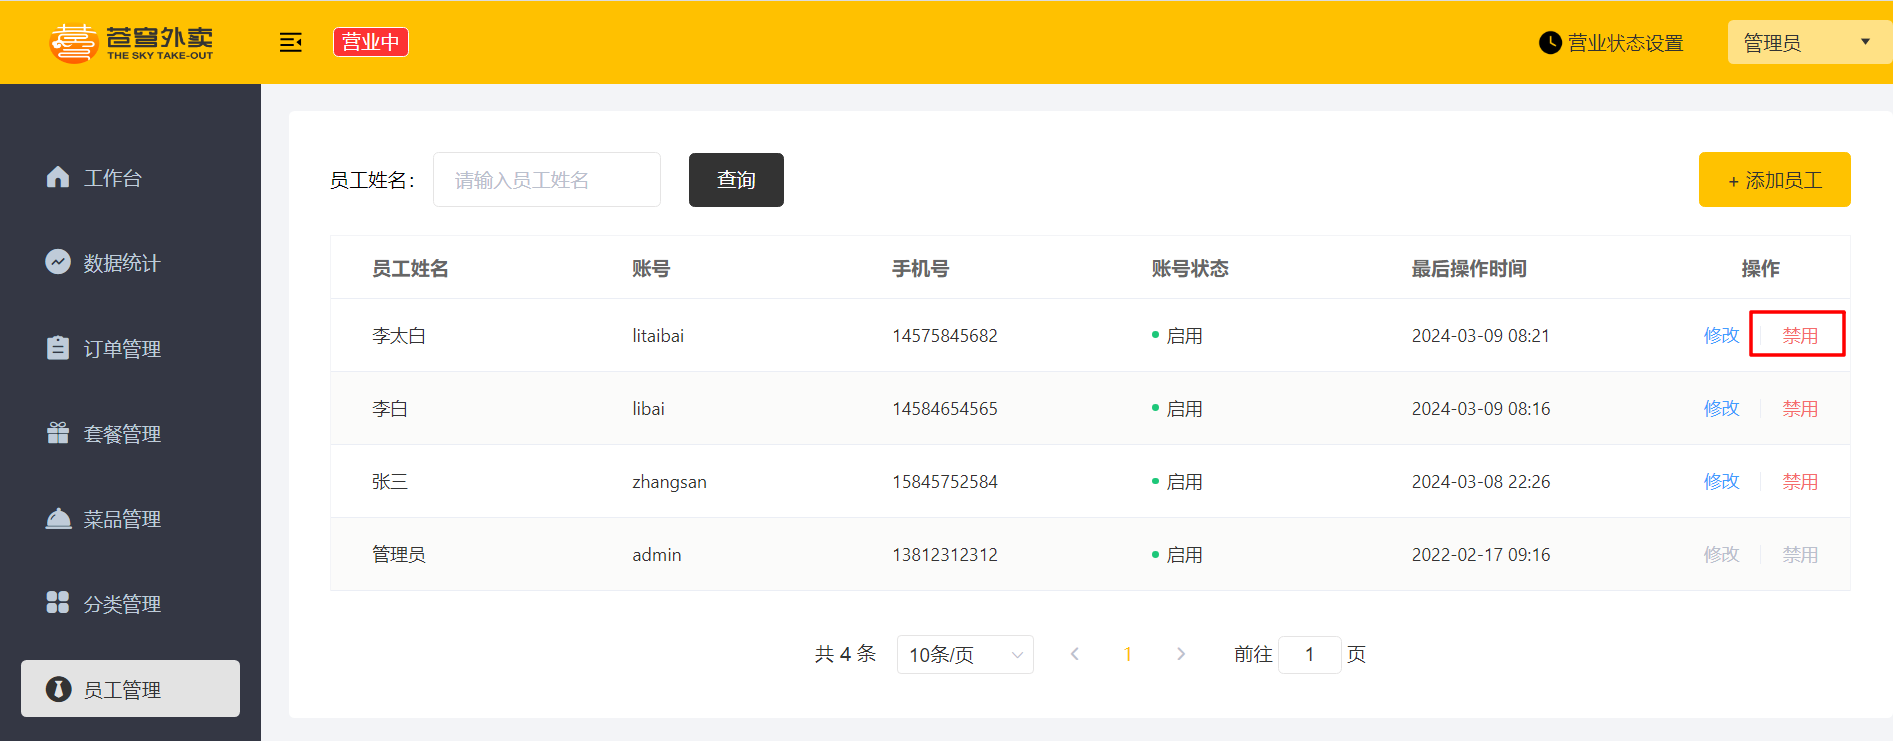 苍穹外卖
THE SKY TAKE-OUT
营业中
营业状态设置
管理员
工作台
数据统计
订单管理
套餐管理
菜品管理
分类管理
员工管理
员工姓名： 请输入员工姓名 查询 + 添加员工
员工姓名 账号 手机号 账号状态 最后操作时间 操作
李太白 litaibai 14575845682 启用 2024-03-09 08:21 修改 禁用
李白 libai 14584654565 启用 2024-03-09 08:16 修改 禁用
张三 zhangsan 15845752584 启用 2024-03-08 22:26 修改 禁用
管理员 admin 13812312312 启用 2022-02-17 09:16 修改 禁用
共 4 条 10条/页 1 前往 1 页